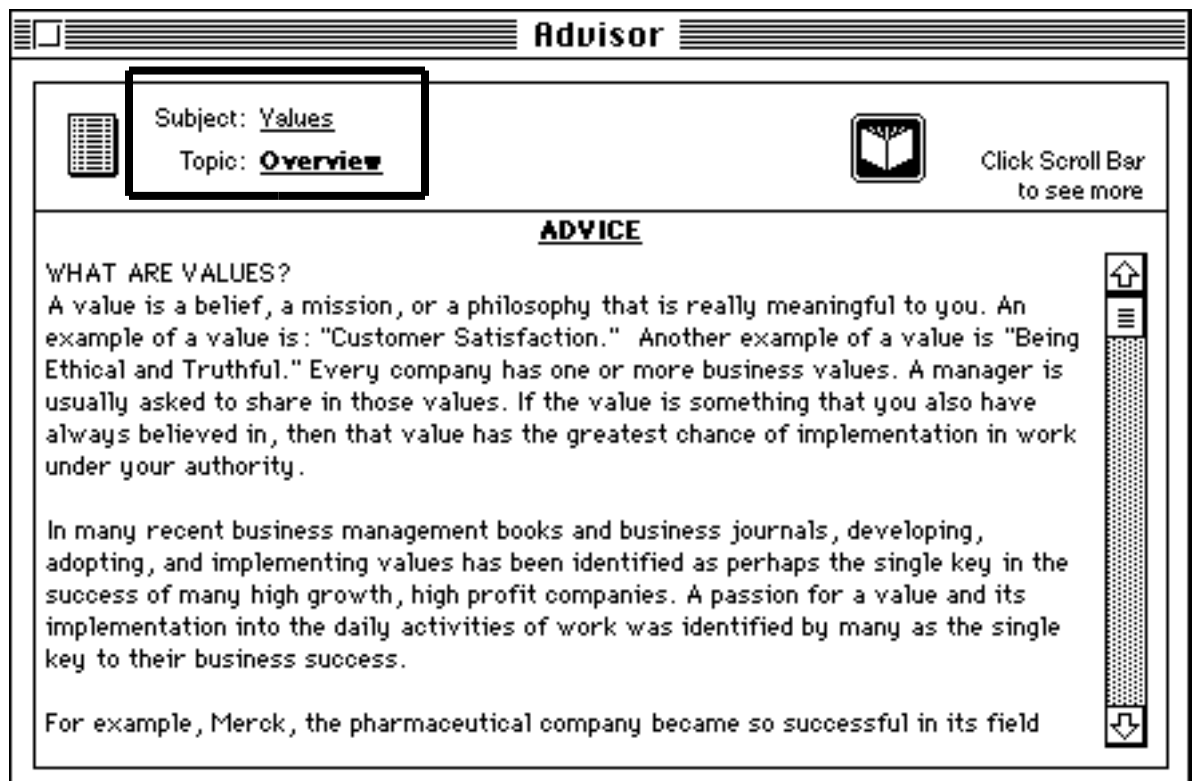 Advisor
Subject: Values
Topic: Overview
Click Scroll Bar
to see more
ADVICE
WHAT ARE VALUES?
A value is a belief, a mission, or a philosophy that is really meaningful to you. An
example of a value is: "Customer Satisfaction." Another example of a value is "Being
Ethical and Truthful." Every company has one or more business values. A manager is
usually asked to share in those values. If the value is something that you also have
always believed in, then that value has the greatest chance of implementation in work
under your authority.
In many recent business management books and business journals, developing,
adopting, and implementing values has been identified as perhaps the single key in the
success of many high growth, high profit companies. A passion for a value and its
implementation into the daily activities of work was identified by many as the single
key to their business success.
For example, Merck, the pharmaceutical company became so successful in its field